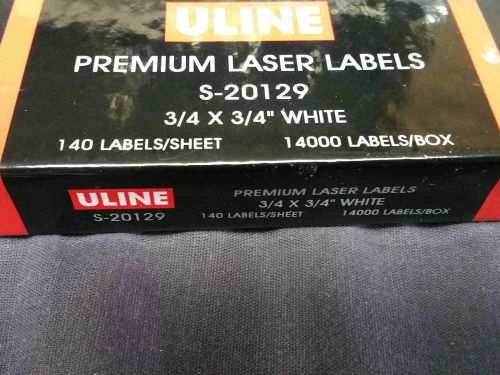 ULINE
PREMIUM LASER LABELS
S-20129
3/4 X 3/4" WHITE
140 LABELS/SHEET 14000 LABELS/BOX
ULINE
S-20129
PREMIUM LASER LABELS
3/4 X 3/4" WHITE
140 LABELS/SHEET 14000 LABELS/BOX